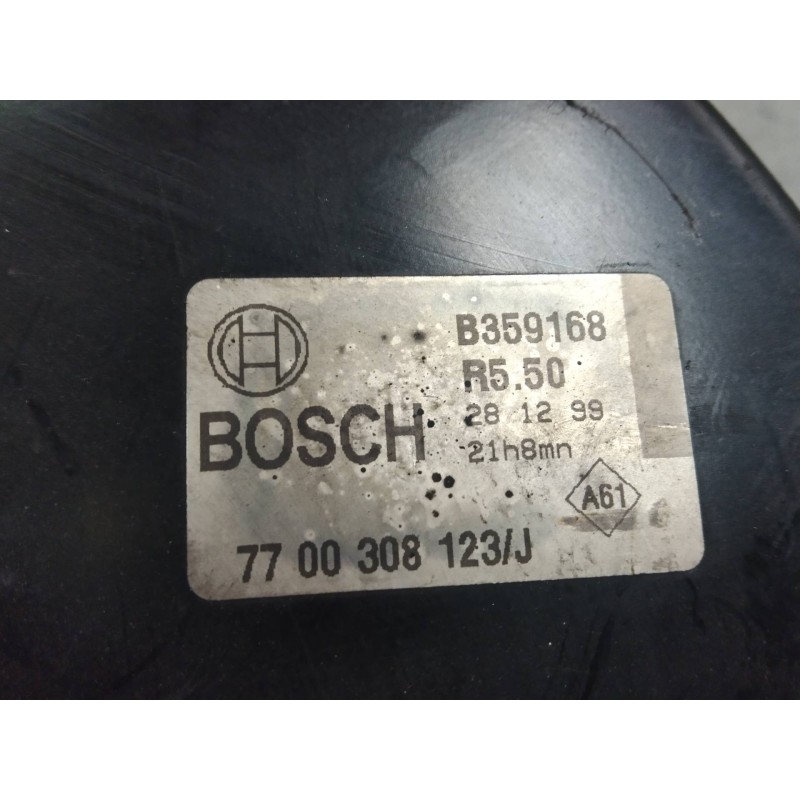 B359168
R5.50
28 12 99
21h8mn
BOSCH
A61
77 00 308 123/J